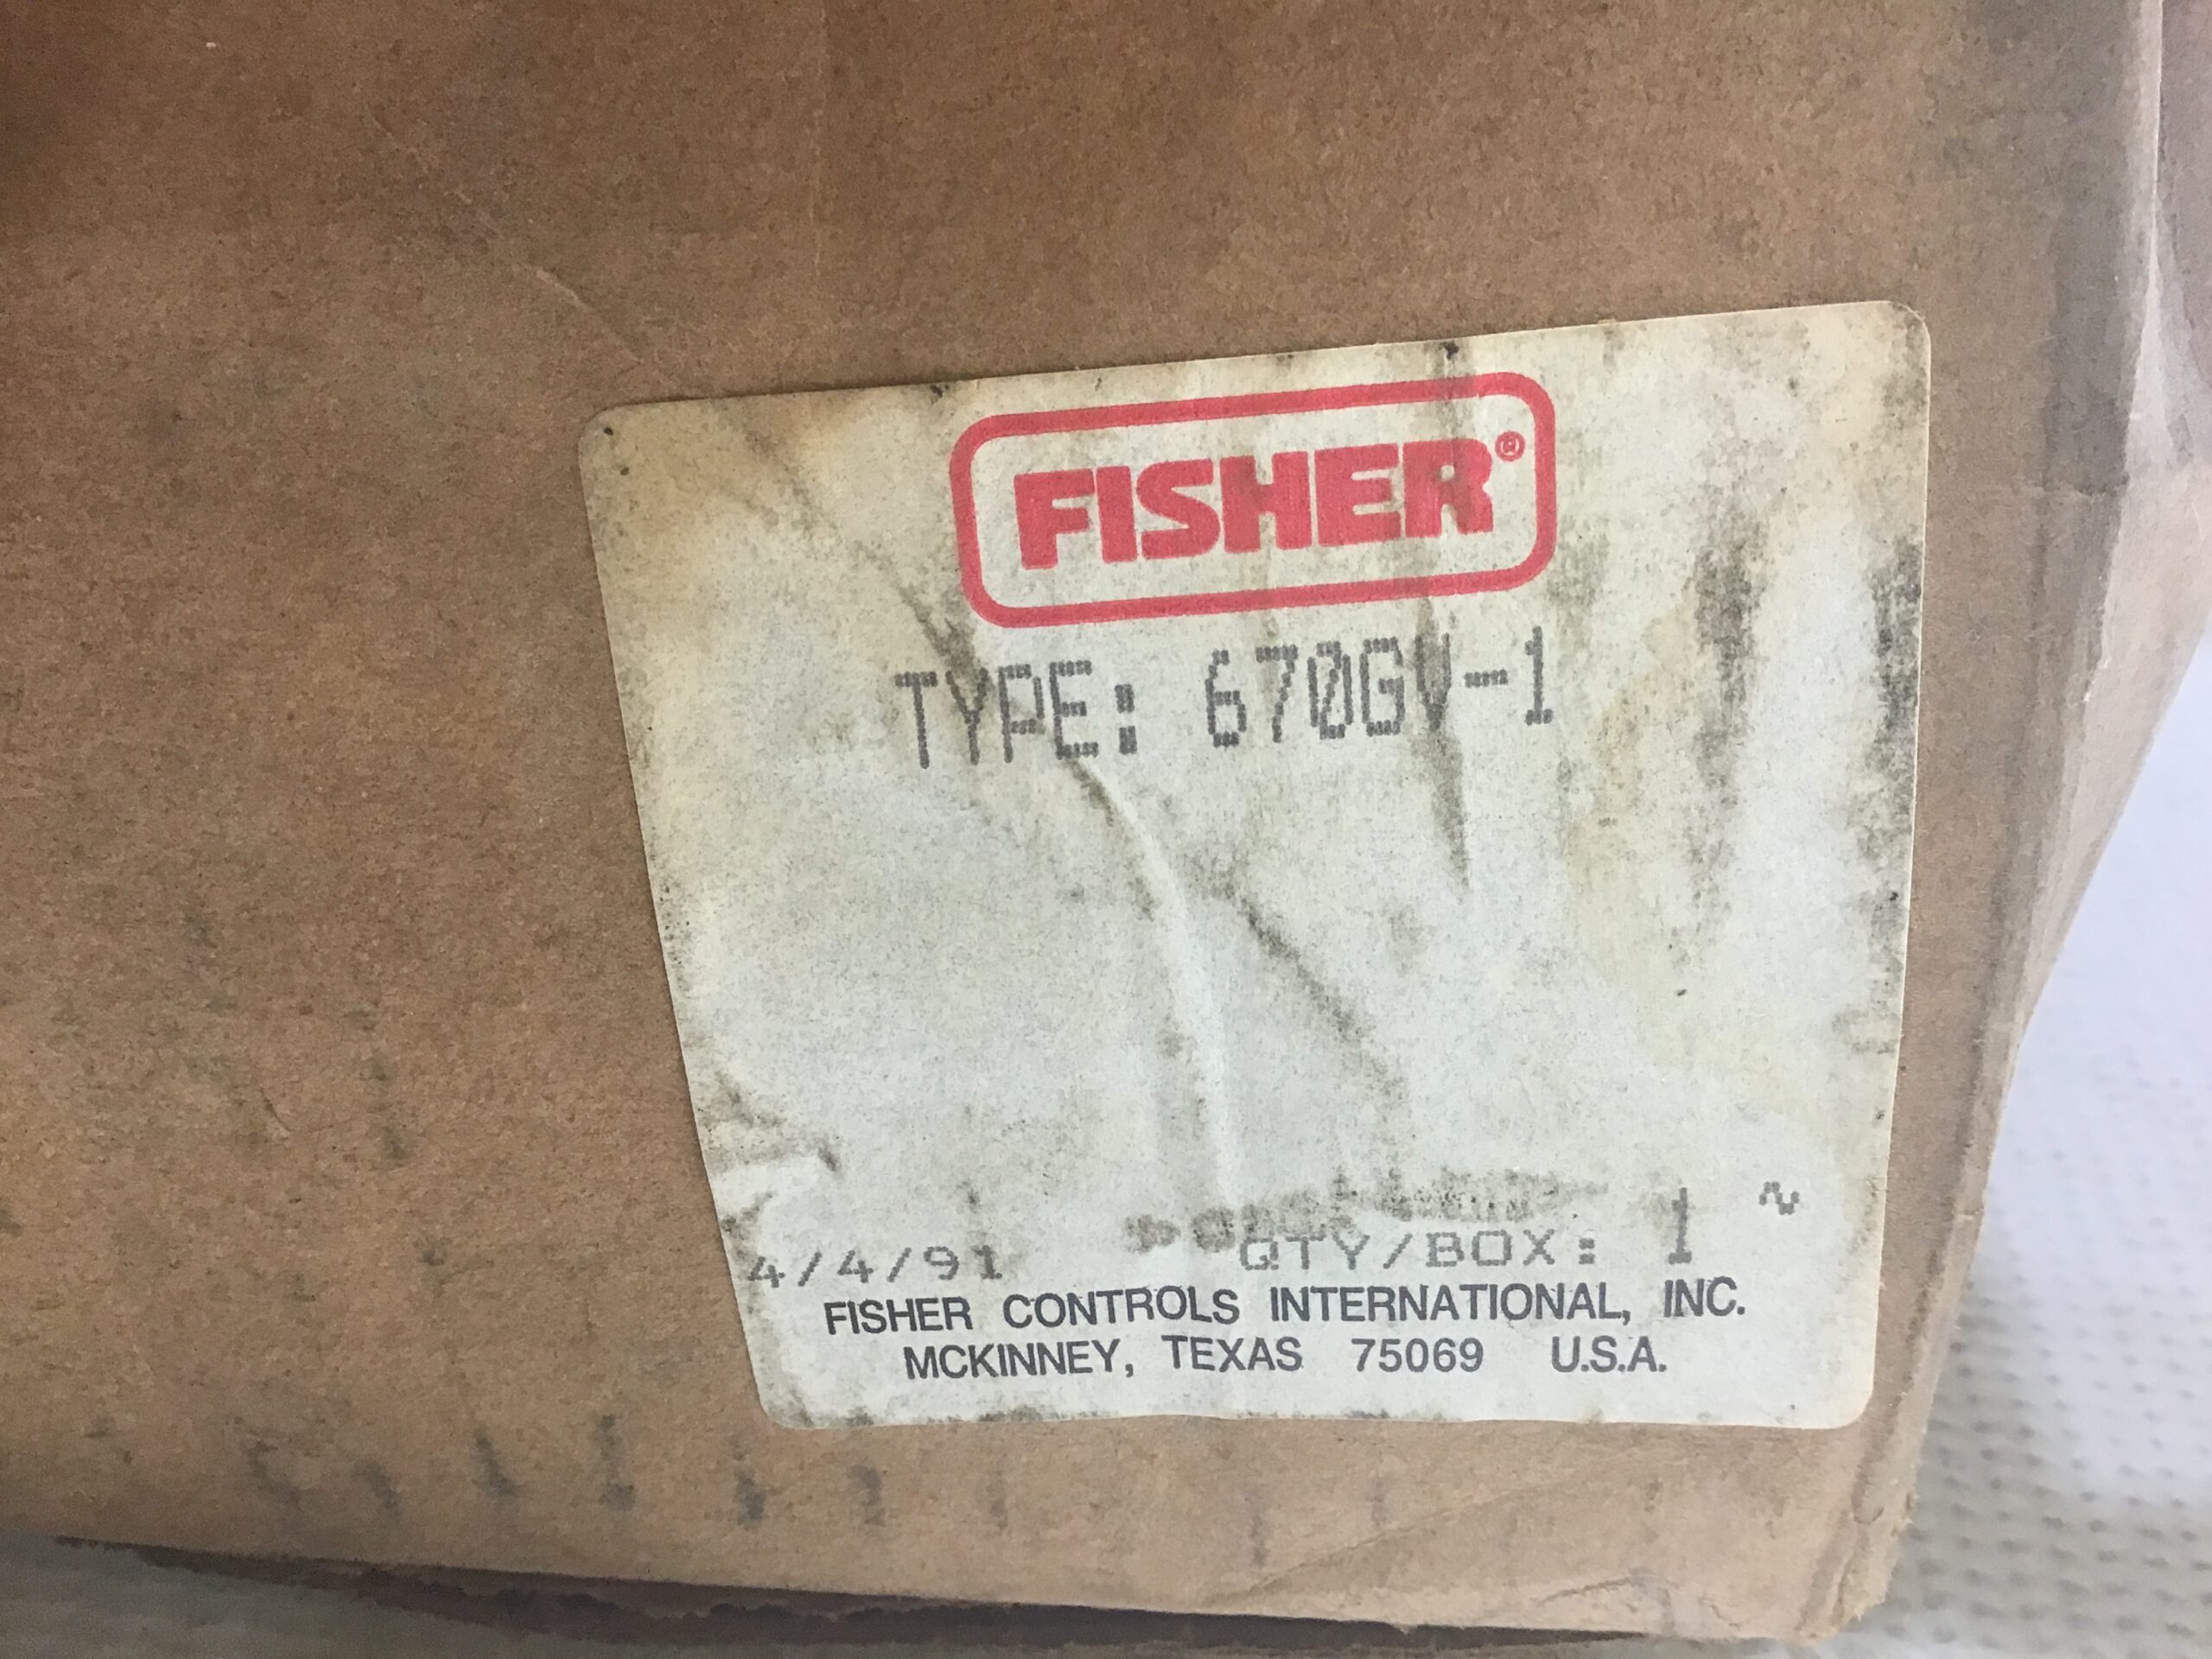 FISHER®
TYPE: 670GV-1
4/4/91 QTY/BOX: 1
FISHER CONTROLS INTERNATIONAL, INC.
MCKINNEY, TEXAS 75069 U.S.A.